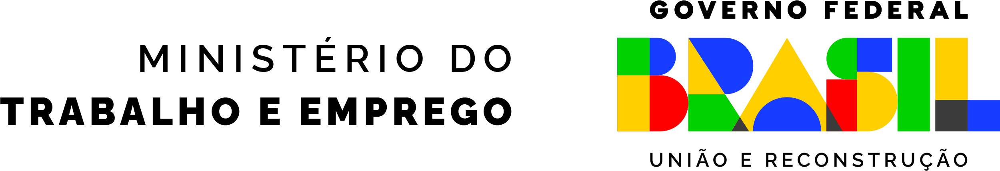 MINISTÉRIO DO
TRABALHO E EMPREGO
GOVERNO FEDERAL
BRASIL
UNIÃO E RECONSTRUÇÃO